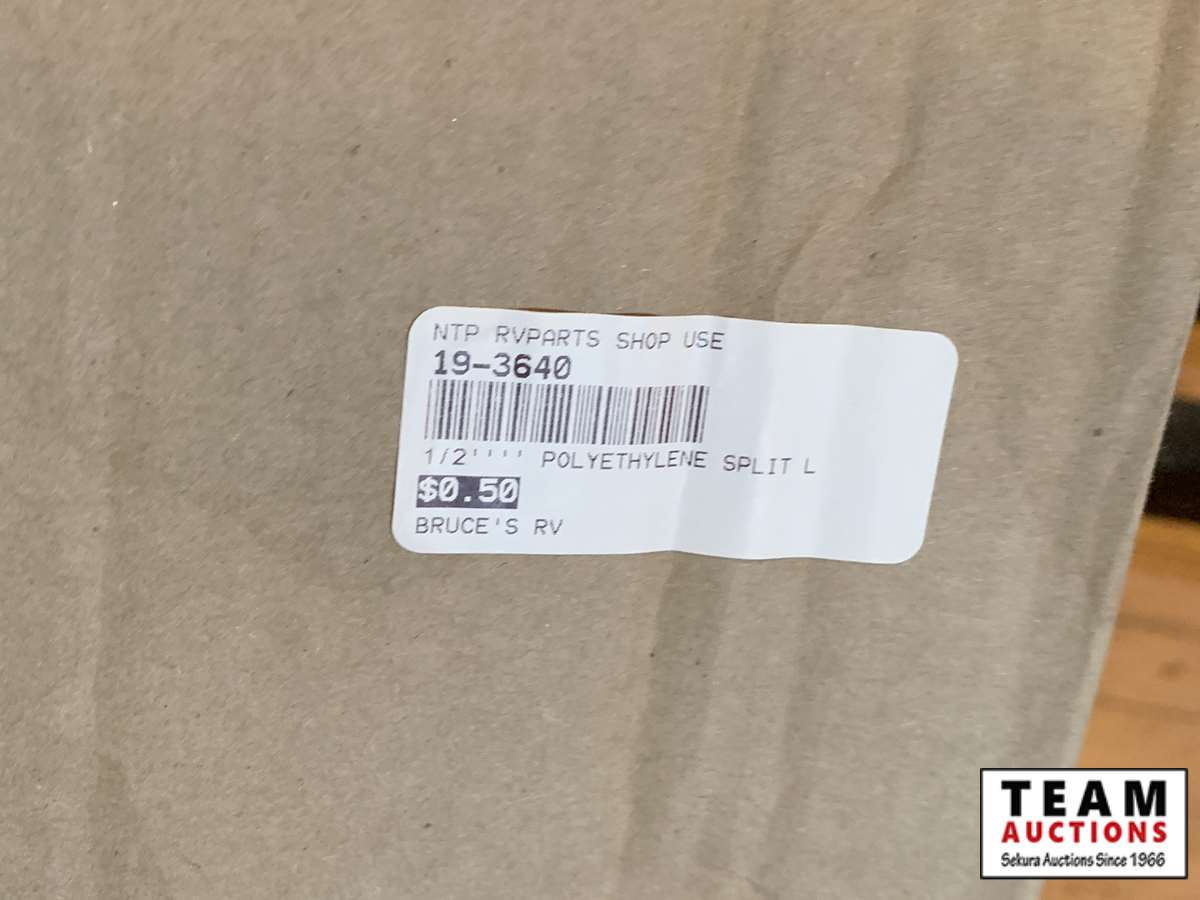 NTP RVPARTS SHOP USE
19-3640
1/2'''' POLYETHYLENE SPLIT L
$0.50
BRUCE'S RV
TEAM
AUCTIONS
Sekura Auctions Since 1966